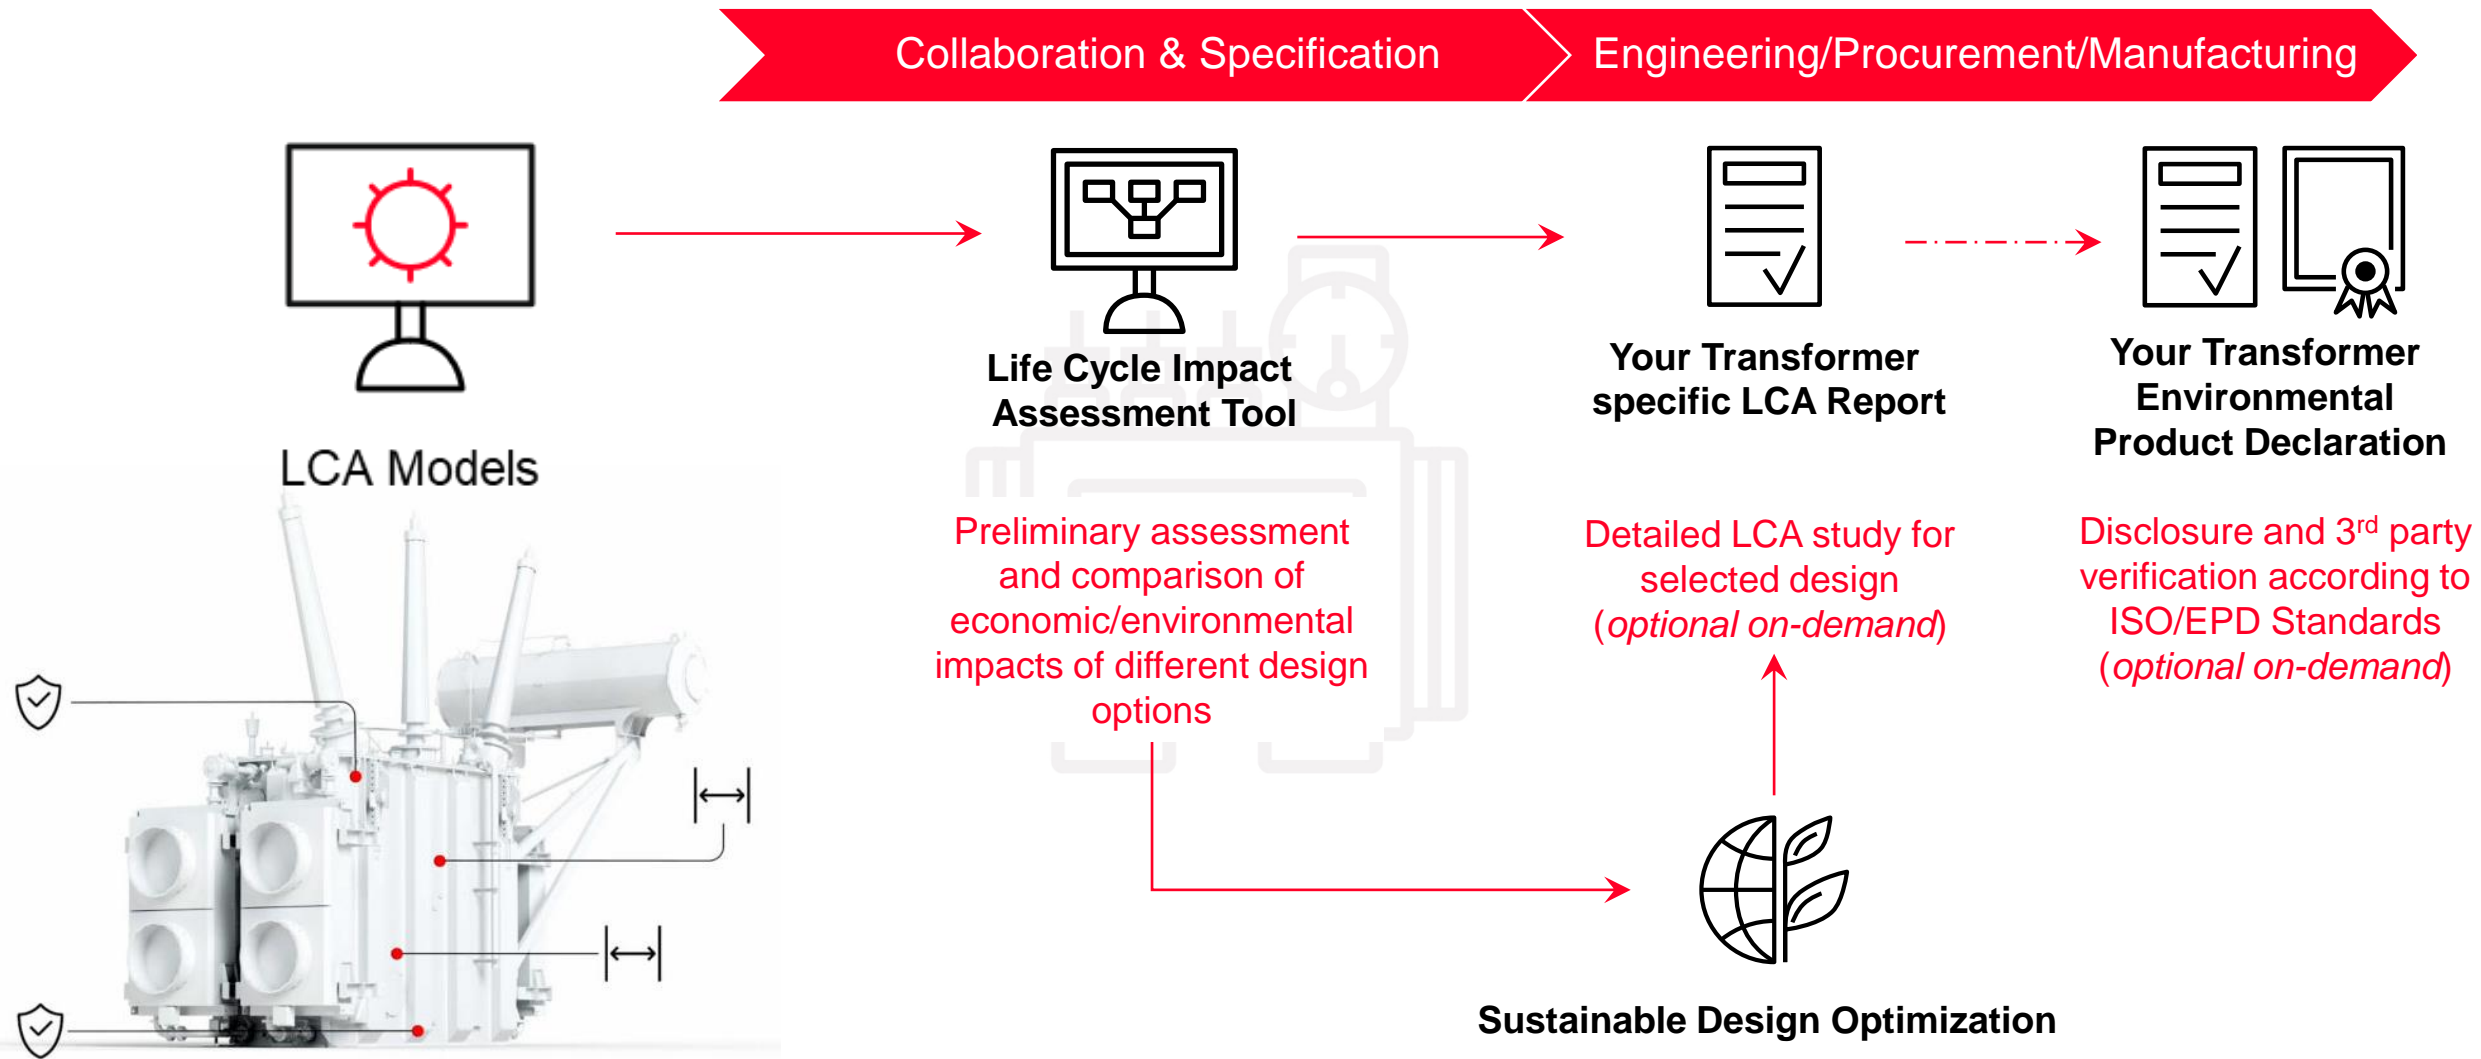 Collaboration & Specification
Engineering/Procurement/Manufacturing
LCA Models
Life Cycle Impact
Assessment Tool
Preliminary assessment
and comparison of
economic/environmental
impacts of different design
options
Your Transformer
specific LCA Report
Detailed LCA study for
selected design
(optional on-demand)
Your Transformer
Environmental
Product Declaration
Disclosure and 3rd party
verification according to
ISO/EPD Standards
(optional on-demand)
Sustainable Design Optimization